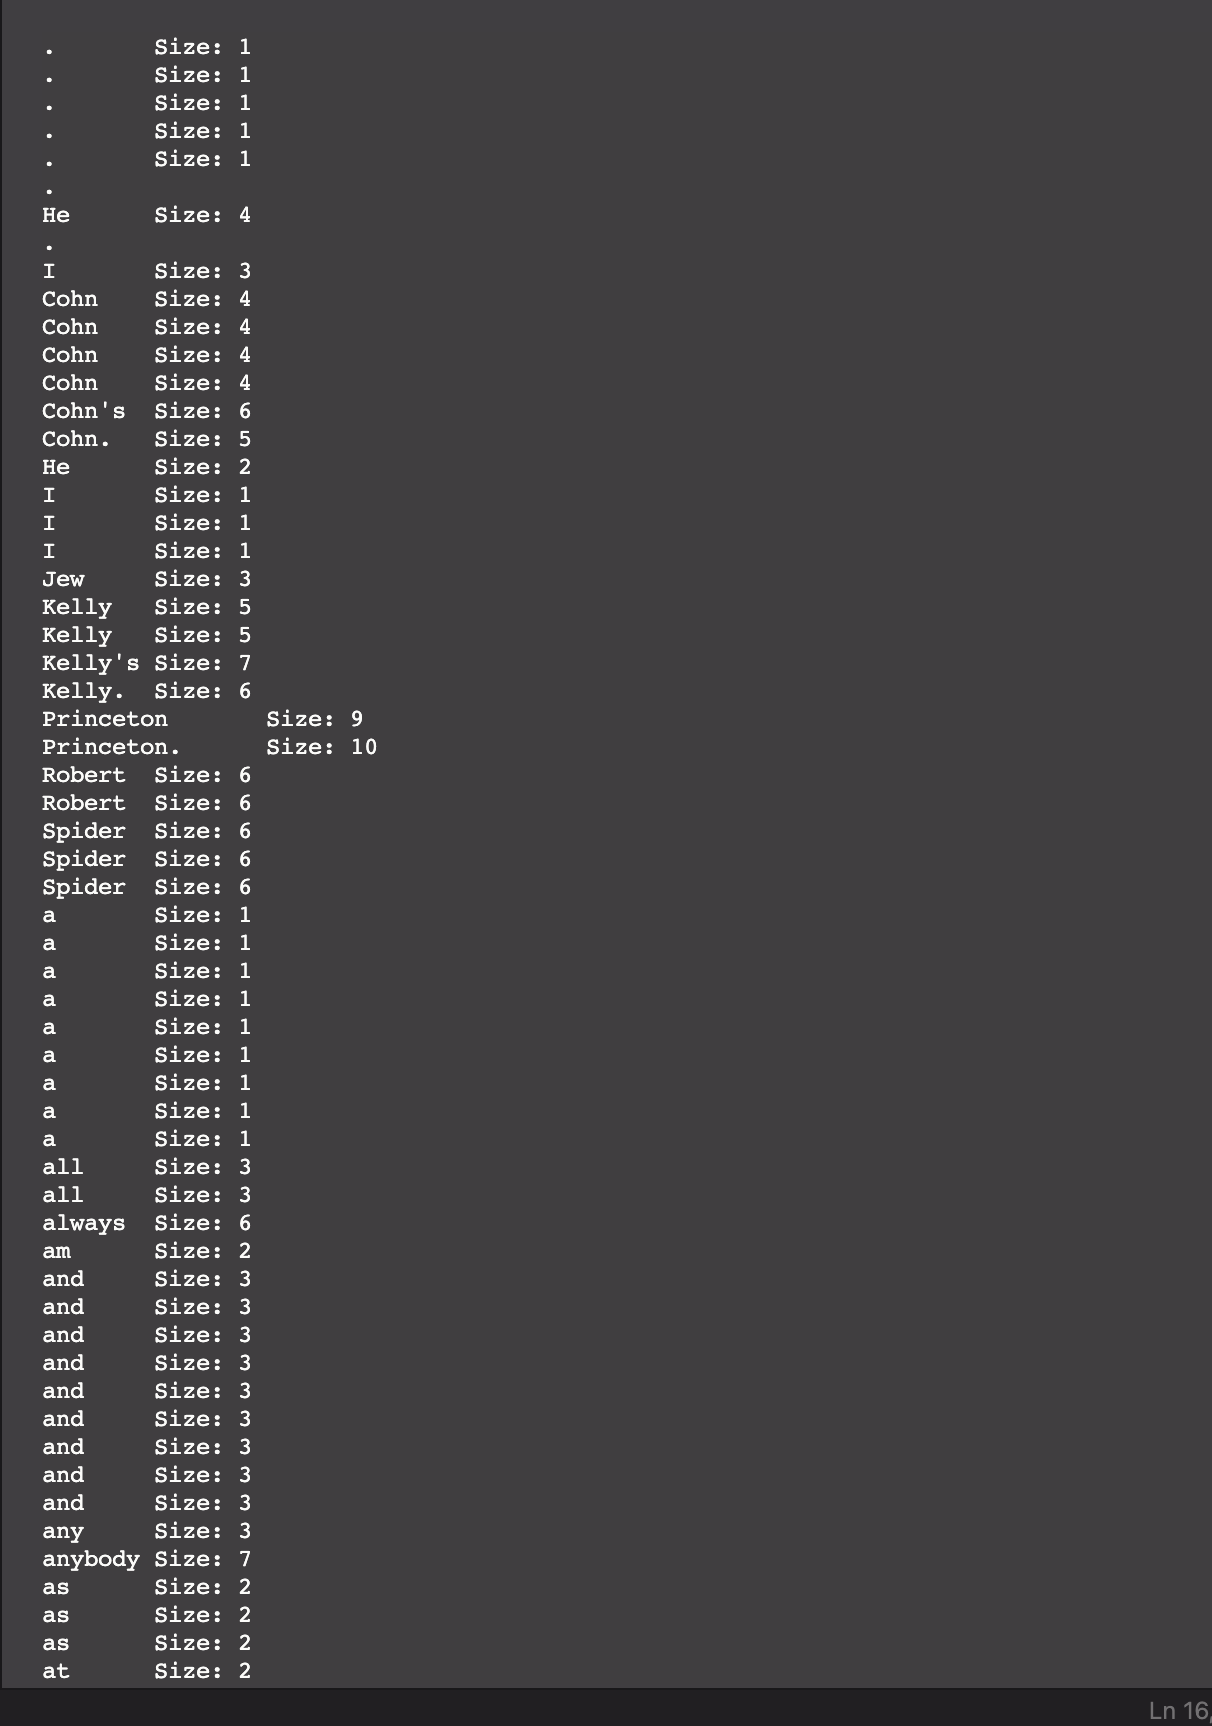 . Size: 1
. Size: 1
. Size: 1
. Size: 1
. Size: 1
.
He Size: 4
.
I Size: 3
Cohn Size: 4
Cohn Size: 4
Cohn Size: 4
Cohn Size: 4
Cohn's Size: 6
Cohn. Size: 5
He Size: 2
I Size: 1
I Size: 1
I Size: 1
Jew Size: 3
Kelly Size: 5
Kelly Size: 5
Kelly's Size: 7
Kelly. Size: 6
Princeton Size: 9
Princeton. Size: 10
Robert Size: 6
Robert Size: 6
Spider Size: 6
Spider Size: 6
Spider Size: 6
a Size: 1
a Size: 1
a Size: 1
a Size: 1
a Size: 1
a Size: 1
a Size: 1
a Size: 1
a Size: 1
all Size: 3
all Size: 3
always Size: 6
am Size: 2
and Size: 3
and Size: 3
and Size: 3
and Size: 3
and Size: 3
and Size: 3
and Size: 3
and Size: 3
and Size: 3
any Size: 3
anybody Size: 7
as Size: 2
as Size: 2
as Size: 2
at Size: 2
Ln 16,